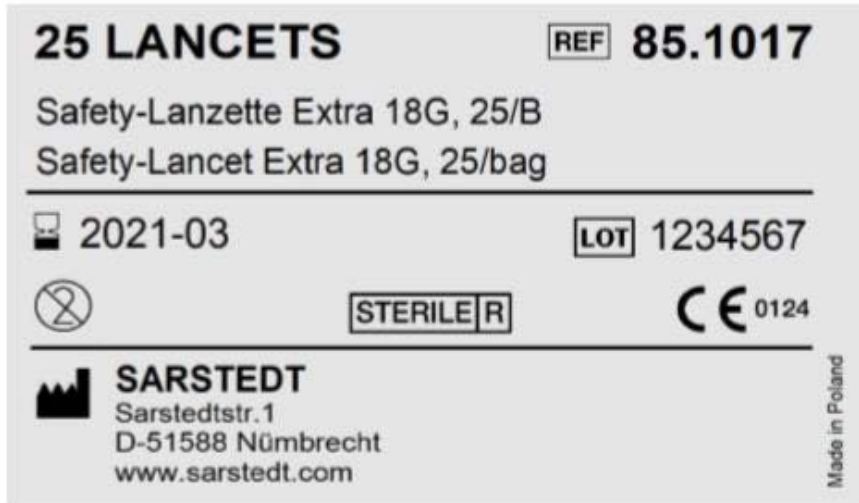 25 LANCETS REF 85.1017
Safety-Lanzette Extra 18G, 25/B
Safety-Lancet Extra 18G, 25/bag
2021-03 LOT 1234567
2 STERILE R CE 0124
SARSTEDT
Sarstedtstr.1
D-51588 Nümbrecht
www.sarstedt.com
Made in Poland